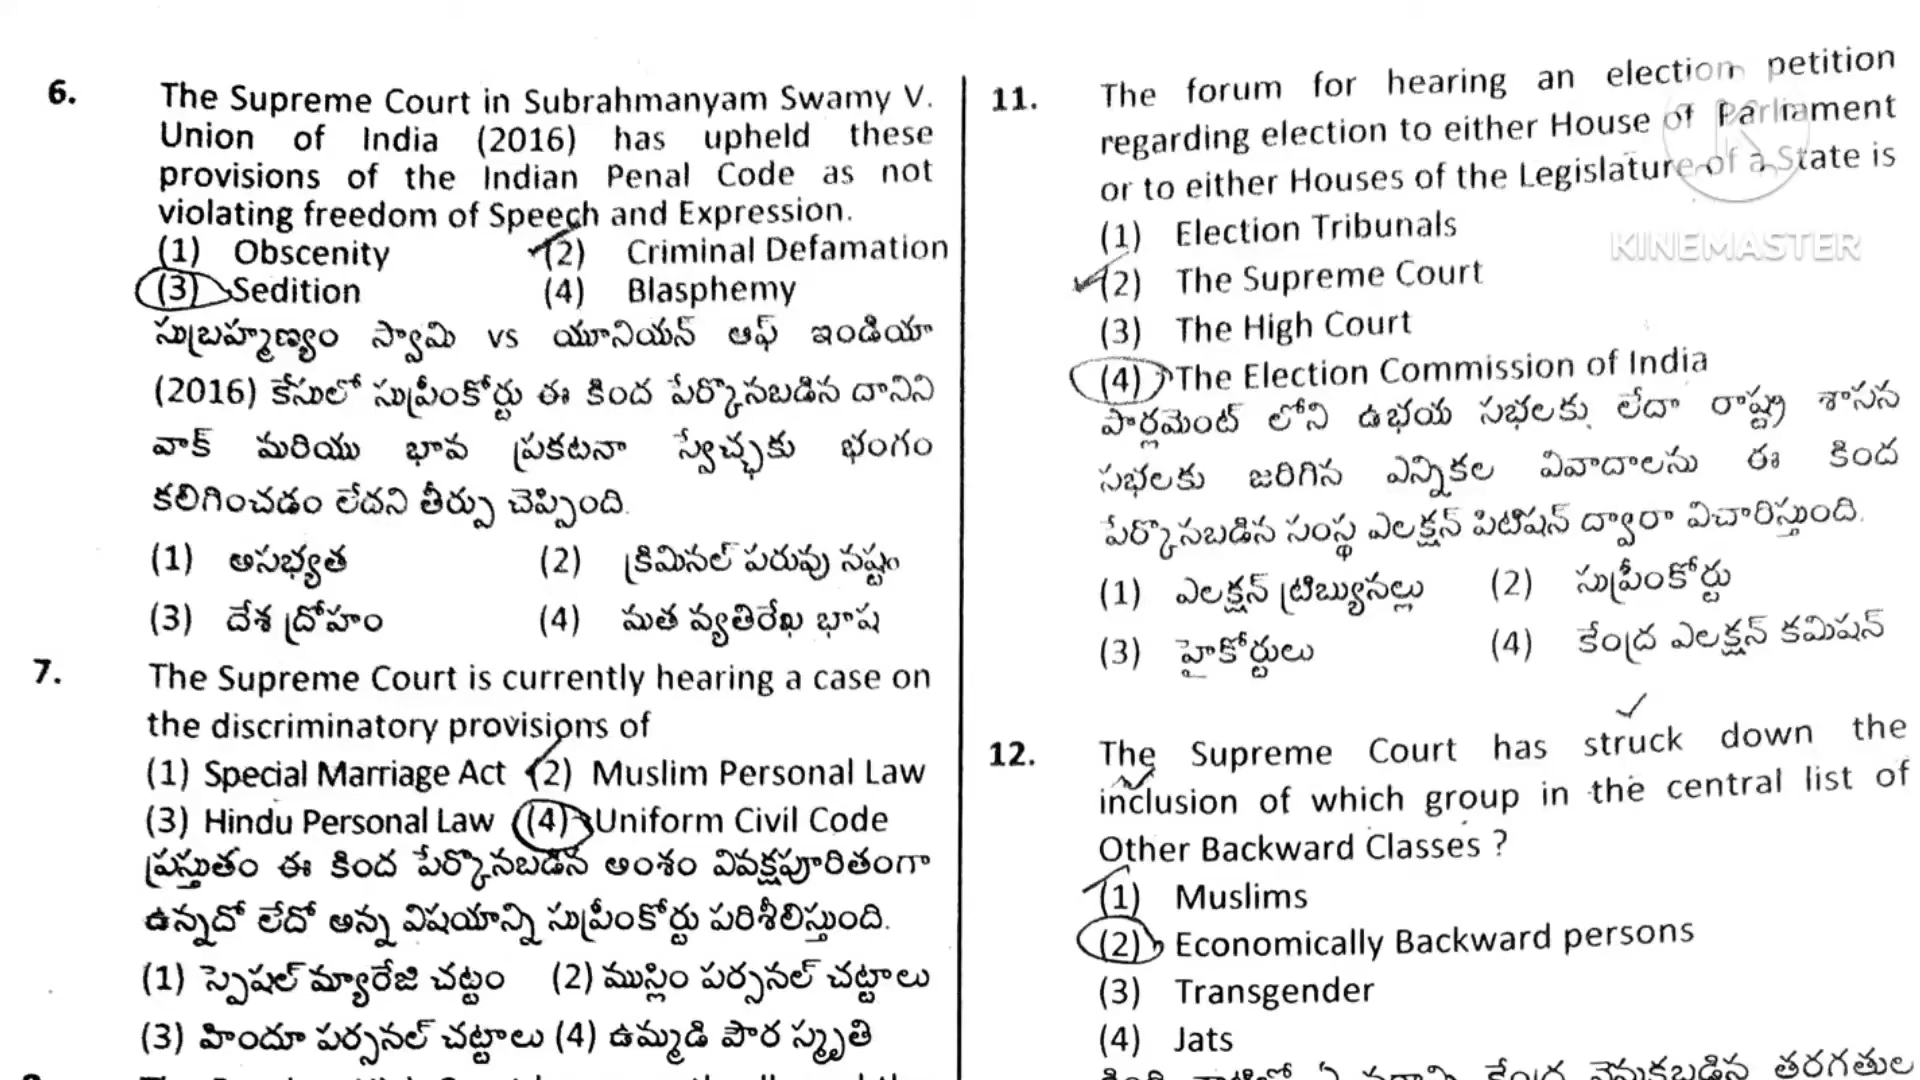 6. The Supreme Court in Subrahmanyam Swamy V.
Union of India (2016) has upheld these
provisions of the Indian Penal Code as not
violating freedom of Speech and Expression.
(1) Obscenity (2) Criminal Defamation
(3) Sedition (4) Blasphemy
సుబ్రహ్మణ్యం స్వామి vs యూనియన్ ఆఫ్ ఇండియా
(2016) కేసులో సుప్రీంకోర్టు ఈ కింద పేర్కొనబడిన దానిని
వాక్ మరియు భావ ప్రకటనా స్వేచ్ఛకు భంగం
కలిగించడం లేదని తీర్పు చెప్పింది.
(1) అసభ్యత (2) క్రిమినల్ పరువు నష్టం
(3) దేశ ద్రోహం (4) మత వ్యతిరేఖ భాష
7. The Supreme Court is currently hearing a case on
the discriminatory provisions of
(1) Special Marriage Act (2) Muslim Personal Law
(3) Hindu Personal Law (4) Uniform Civil Code
ప్రస్తుతం ఈ కింద పేర్కొనబడిన అంశం వివక్షపూరితంగా
ఉన్నదో లేదో అన్న విషయాన్ని సుప్రీంకోర్టు పరిశీలిస్తుంది.
(1) స్పెషల్ మ్యారేజి చట్టం (2) ముస్లిం పర్సనల్ చట్టాలు
(3) హిందూ పర్సనల్ చట్టాలు (4) ఉమ్మడి పౌర స్మృతి
11. The forum for hearing an election petition
regarding election to either House of Parliament
or to either Houses of the Legislature of a State is
(1) Election Tribunals
(2) The Supreme Court
(3) The High Court
(4) The Election Commission of India
పార్లమెంట్ లోని ఉభయ సభలకు లేదా రాష్ట్ర శాసన
సభలకు జరిగిన ఎన్నికల వివాదాలను ఈ కింద
పేర్కొనబడిన సంస్థ ఎలక్షన్ పిటిషన్ ద్వారా విచారిస్తుంది.
(1) ఎలక్షన్ ట్రిబ్యునల్లు (2) సుప్రీంకోర్టు
(3) హైకోర్టులు (4) కేంద్ర ఎలక్షన్ కమిషన్
12. The Supreme Court has struck down the
inclusion of which group in the central list of
Other Backward Classes ?
(1) Muslims
(2) Economically Backward persons
(3) Transgender
(4) Jats
KINEMASTER